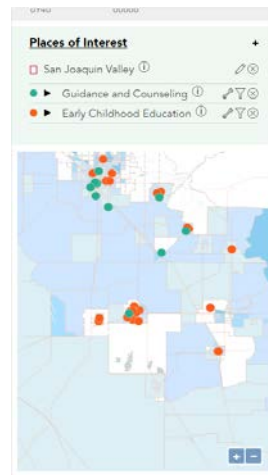 Places of Interest +
San Joaquin Valley
Guidance and Counseling
Early Childhood Education
+ -